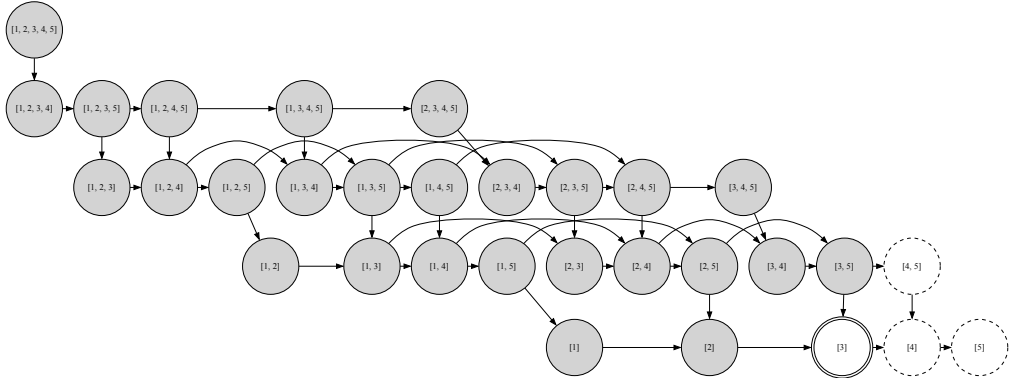 [1, 2, 3, 4, 5]
[1, 2, 3, 4] [1, 2, 3, 5] [1, 2, 4, 5] [1, 3, 4, 5] [2, 3, 4, 5]
[1, 2, 3] [1, 2, 4] [1, 2, 5] [1, 3, 4] [1, 3, 5] [1, 4, 5] [2, 3, 4] [2, 3, 5] [2, 4, 5] [3, 4, 5]
[1, 2] [1, 3] [1, 4] [1, 5] [2, 3] [2, 4] [2, 5] [3, 4] [3, 5] [4, 5]
[1] [2] [3] [4] [5]